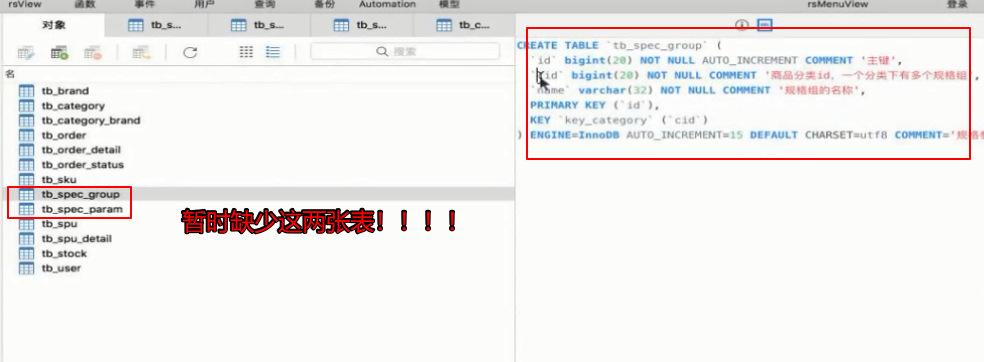 rsView 函数 事件 用户 查询 备份 Automation 模型 rsMenuView 登录
对象 tb_s... tb_s... tb_s... tb_c...
搜索
名
tb_brand
tb_category
tb_category_brand
tb_order
tb_order_detail
tb_order_status
tb_sku
tb_spec_group
tb_spec_param
tb_spu
tb_spu_detail
tb_stock
tb_user
暂时缺少这两张表！！！！
CREATE TABLE `tb_spec_group` (
`id` bigint(20) NOT NULL AUTO_INCREMENT COMMENT '主键',
`cid` bigint(20) NOT NULL COMMENT '商品分类id，一个分类下有多个规格组',
`name` varchar(32) NOT NULL COMMENT '规格组的名称',
PRIMARY KEY (`id`),
KEY `key_category` (`cid`)
) ENGINE=InnoDB AUTO_INCREMENT=15 DEFAULT CHARSET=utf8 COMMENT='规格